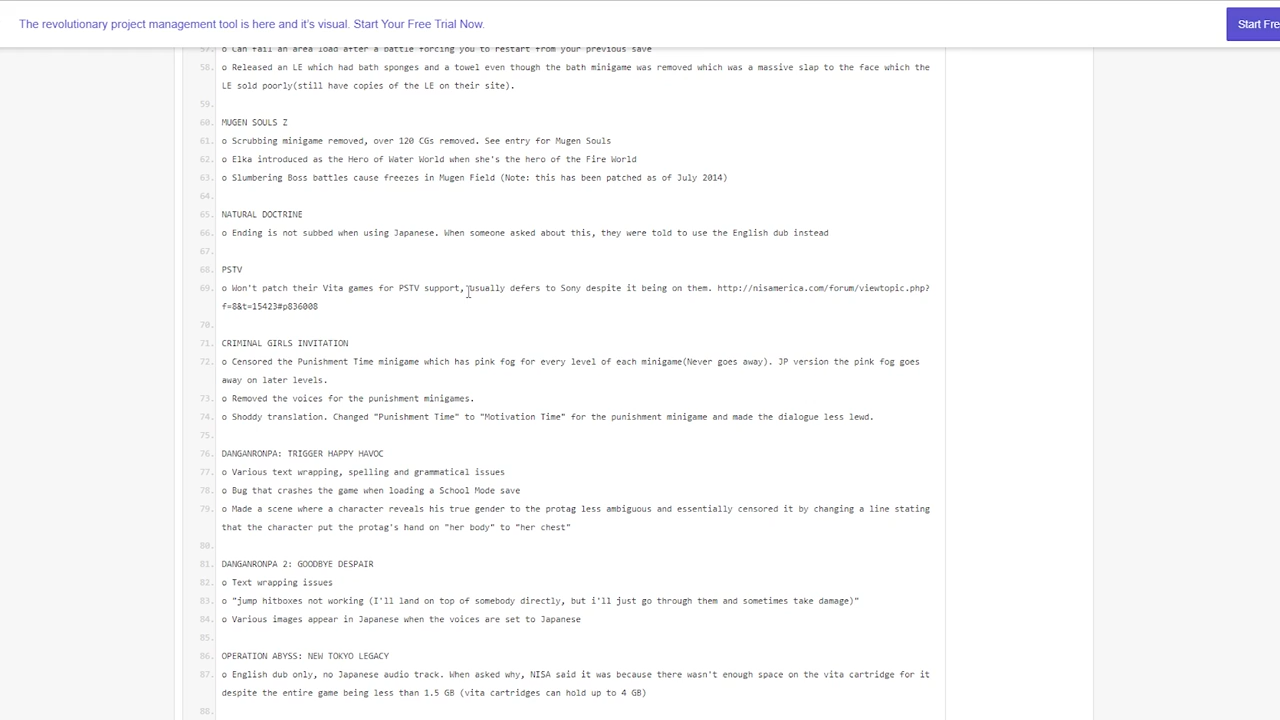 The revolutionary project management tool is here and it's visual. Start Your Free Trial Now.
Start Fre
57. o Can fail an area load after a battle forcing you to restart from your previous save
58. o Released an LE which had bath sponges and a towel even though the bath minigame was removed which was a massive slap to the face which the
LE sold poorly(still have copies of the LE on their site).
59.
60. MUGEN SOULS Z
61. o Scrubbing minigame removed, over 120 CGs removed. See entry for Mugen Souls
62. o Elka introduced as the Hero of Water World when she's the hero of the Fire World
63. o Slumbering Boss battles cause freezes in Mugen Field (Note: this has been patched as of July 2014)
64.
65. NATURAL DOCTRINE
66. o Ending is not subbed when using Japanese. When someone asked about this, they were told to use the English dub instead
67.
68. PSTV
69. o Won't patch their Vita games for PSTV support, usually defers to Sony despite it being on them. http://nisamerica.com/forum/viewtopic.php?
f=8&t=15423#p836008
70.
71. CRIMINAL GIRLS INVITATION
72. o Censored the Punishment Time minigame which has pink fog for every level of each minigame(Never goes away). JP version the pink fog goes
away on later levels.
73. o Removed the voices for the punishment minigames.
74. o Shoddy translation. Changed "Punishment Time" to "Motivation Time" for the punishment minigame and made the dialogue less lewd.
75.
76. DANGANRONPA: TRIGGER HAPPY HAVOC
77. o Various text wrapping, spelling and grammatical issues
78. o Bug that crashes the game when loading a School Mode save
79. o Made a scene where a character reveals his true gender to the protag less ambiguous and essentially censored it by changing a line stating
that the character put the protag's hand on "her body" to "her chest"
80.
81. DANGANRONPA 2: GOODBYE DESPAIR
82. o Text wrapping issues
83. o "jump hitboxes not working (I'll land on top of somebody directly, but i'll just go through them and sometimes take damage)"
84. o Various images appear in Japanese when the voices are set to Japanese
85.
86. OPERATION ABYSS: NEW TOKYO LEGACY
87. o English dub only, no Japanese audio track. When asked why, NISA said it was because there wasn't enough space on the vita cartridge for it
despite the entire game being less than 1.5 GB (vita cartridges can hold up to 4 GB)
88.